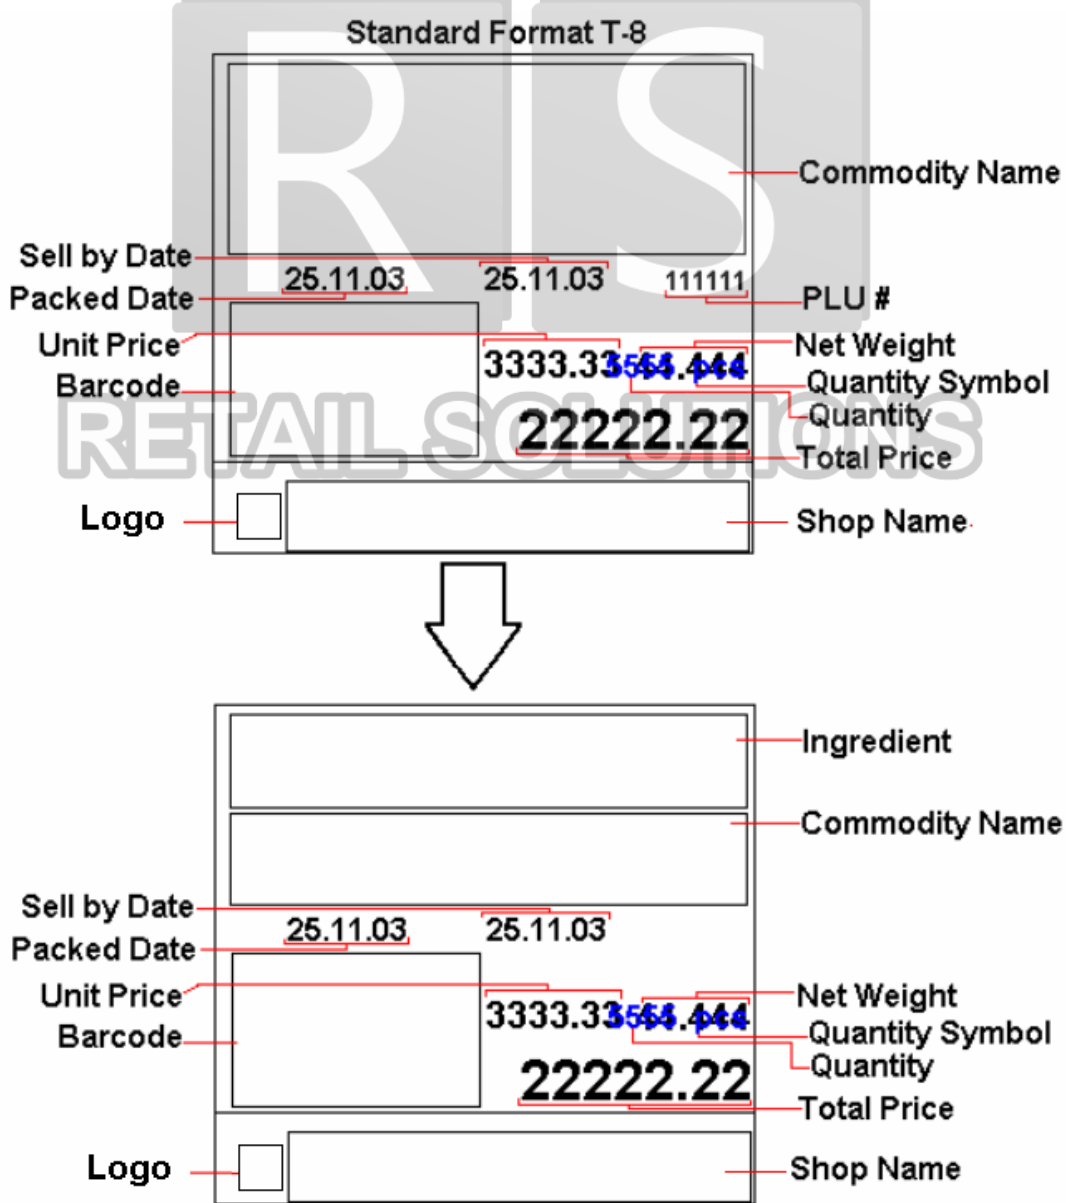 Standard Format T-8
Commodity Name
Sell by Date
25.11.03 25.11.03 111111
Packed Date
PLU #
Unit Price
Net Weight
3333.33
Barcode
Quantity Symbol
Quantity
22222.22
RETAIL SOLUTIONS
Total Price
Logo
Shop Name
Ingredient
Commodity Name
Sell by Date
25.11.03 25.11.03
Packed Date
Unit Price
Net Weight
3333.33
Barcode
Quantity Symbol
Quantity
22222.22
Total Price
Logo
Shop Name
RS